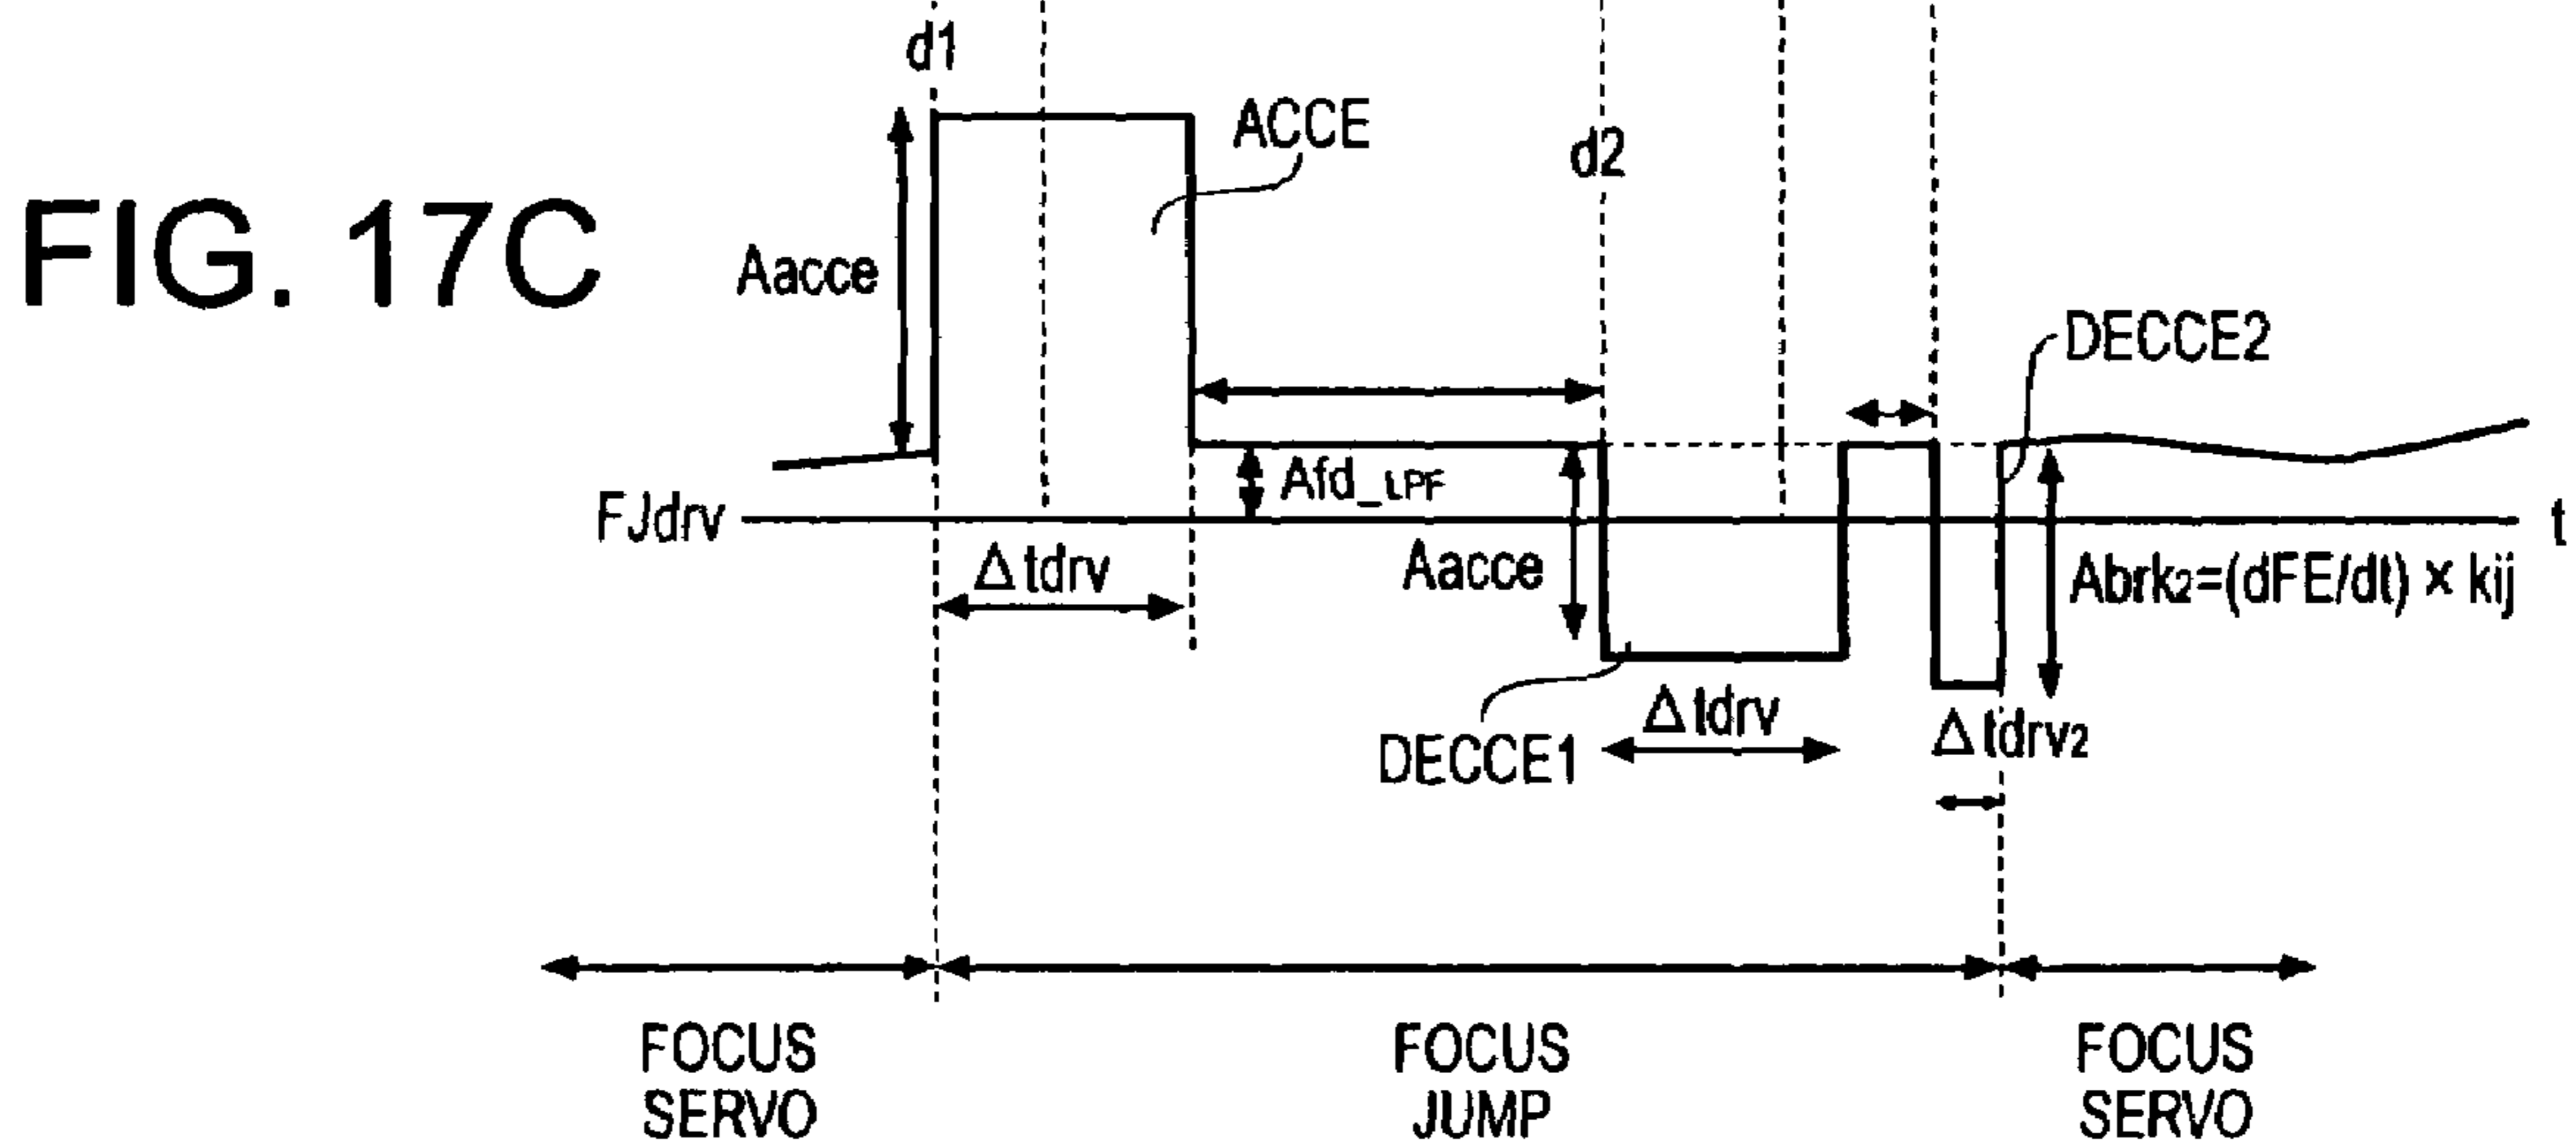 d1
ACCE
d2
FIG. 17C
Aacce
DECCE2
Afd_LPF
FJdrv
t
Δtdrv
Aacce
Abrk2=(dFE/dt) × kij
Δtdrv
Δtdrv2
DECCE1
FOCUS
SERVO
FOCUS
JUMP
FOCUS
SERVO